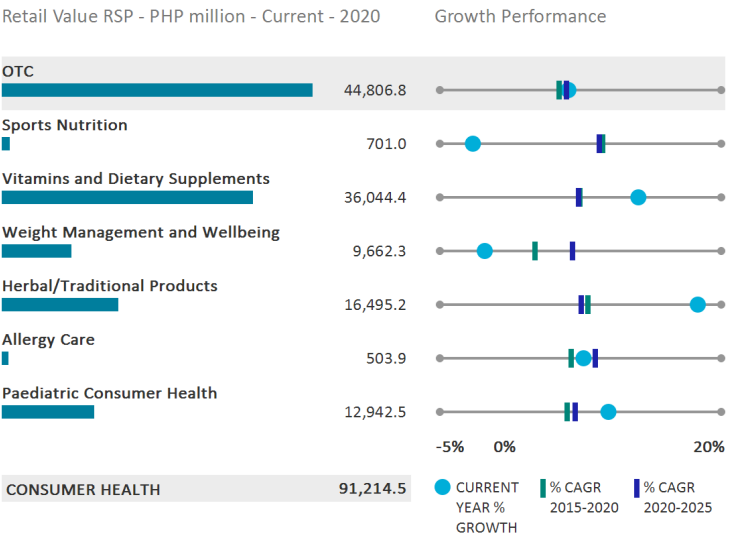 Retail Value RSP - PHP million - Current - 2020
Growth Performance
OTC
44,806.8
Sports Nutrition
701.0
Vitamins and Dietary Supplements
36,044.4
Weight Management and Wellbeing
9,662.3
Herbal/Traditional Products
16,495.2
Allergy Care
503.9
Paediatric Consumer Health
12,942.5
-5% 0% 20%
CONSUMER HEALTH 91,214.5
CURRENT
YEAR %
GROWTH
% CAGR
2015-2020
% CAGR
2020-2025